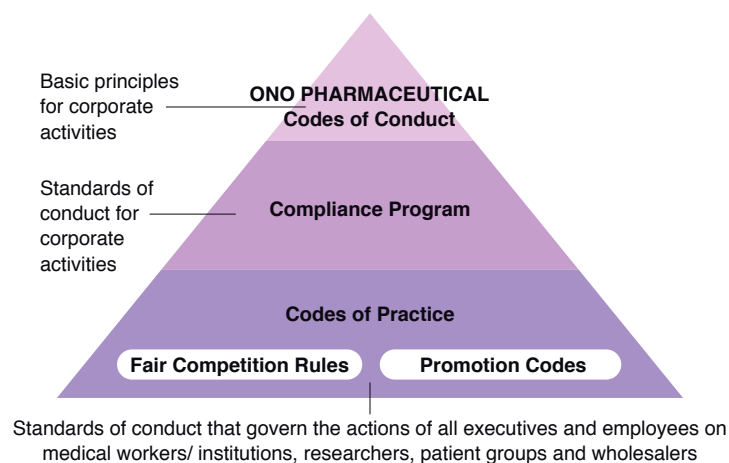 Basic principles
for corporate
activities
ONO PHARMACEUTICAL
Codes of Conduct
Standards of
conduct for
corporate
activities
Compliance Program
Codes of Practice
Fair Competition Rules
Promotion Codes
Standards of conduct that govern the actions of all executives and employees on
medical workers/ institutions, researchers, patient groups and wholesalers